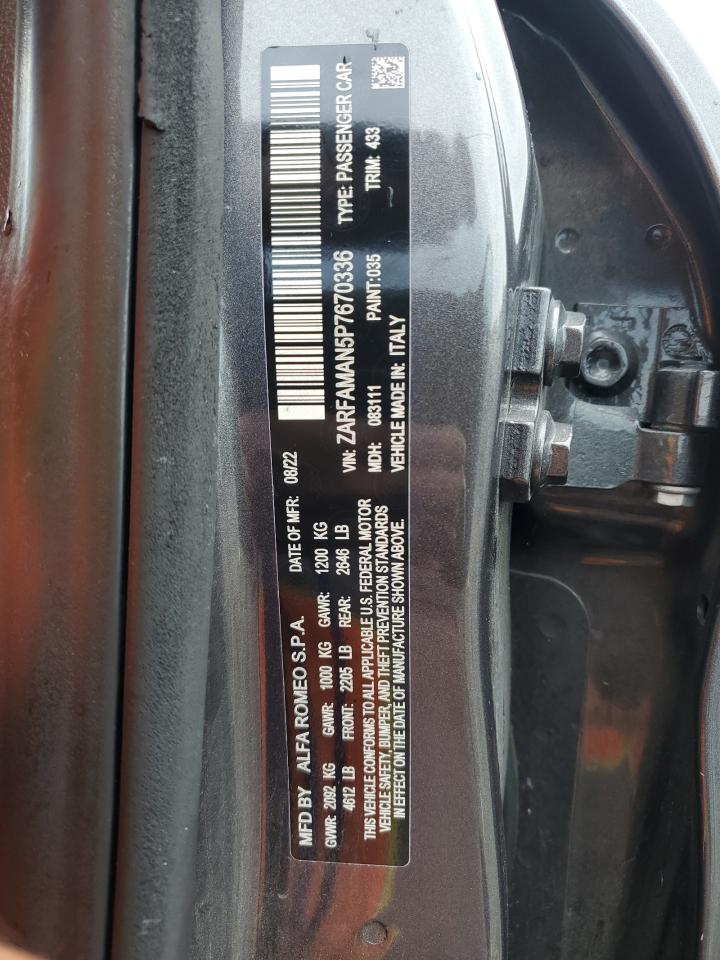 MFD BY ALFA ROMEO S.P.A. DATE OF MFR: 08/22
GVWR: 2092 KG GAWR: 1000 KG GAWR: 1200 KG
4612 LB FRONT: 2205 LB REAR: 2646 LB
THIS VEHICLE CONFORMS TO ALL APPLICABLE U.S. FEDERAL MOTOR
VEHICLE SAFETY, BUMPER, AND THEFT PREVENTION STANDARDS
IN EFFECT ON THE DATE OF MANUFACTURE SHOWN ABOVE.
VIN: ZARFAMAN5P7670336 TYPE: PASSENGER CAR
MDH: 083111 PAINT:035 TRIM: 433
VEHICLE MADE IN: ITALY